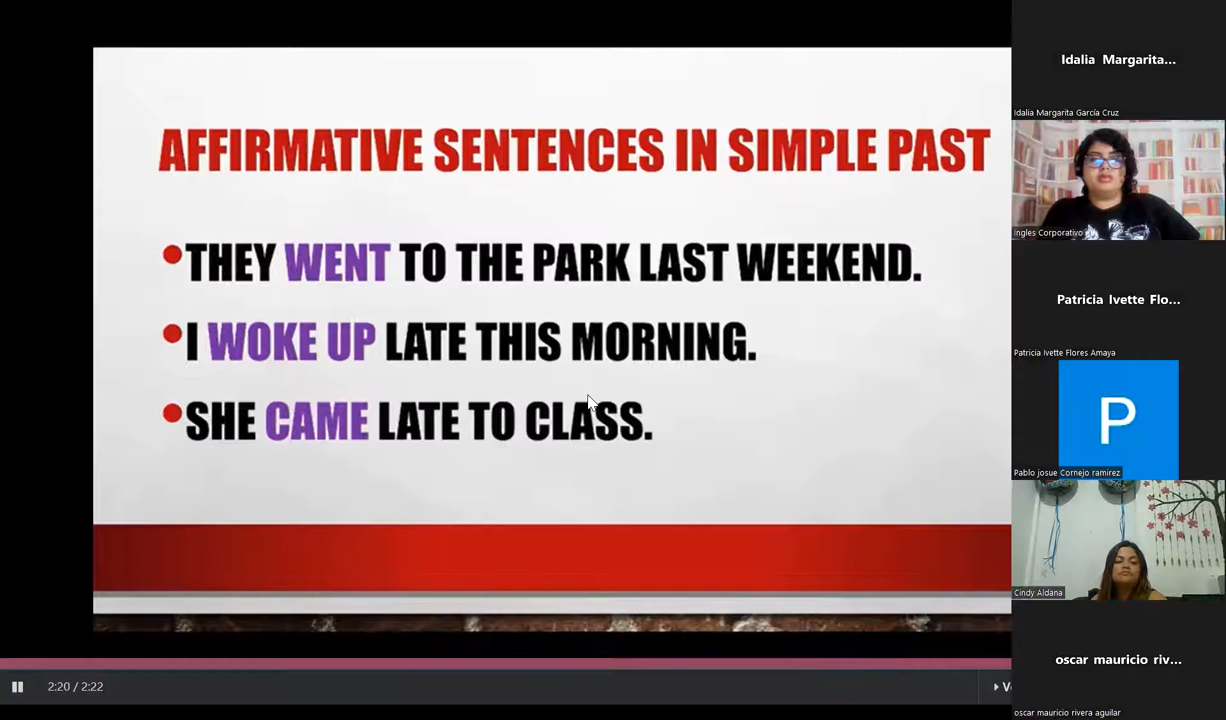 AFFIRMATIVE SENTENCES IN SIMPLE PAST
•THEY WENT TO THE PARK LAST WEEKEND.
•I WOKE UP LATE THIS MORNING.
•SHE CAME LATE TO CLASS.
2:20 / 2:22
Idalia Margarita...
Idalia Margarita García Cruz
Ingles Corporativo
Patricia Ivette Flo...
Patricia Ivette Flores Amaya
P
Pablo josue Cornejo ramirez
Cindy Aldana
oscar mauricio riv...
oscar mauricio rivera aguilar